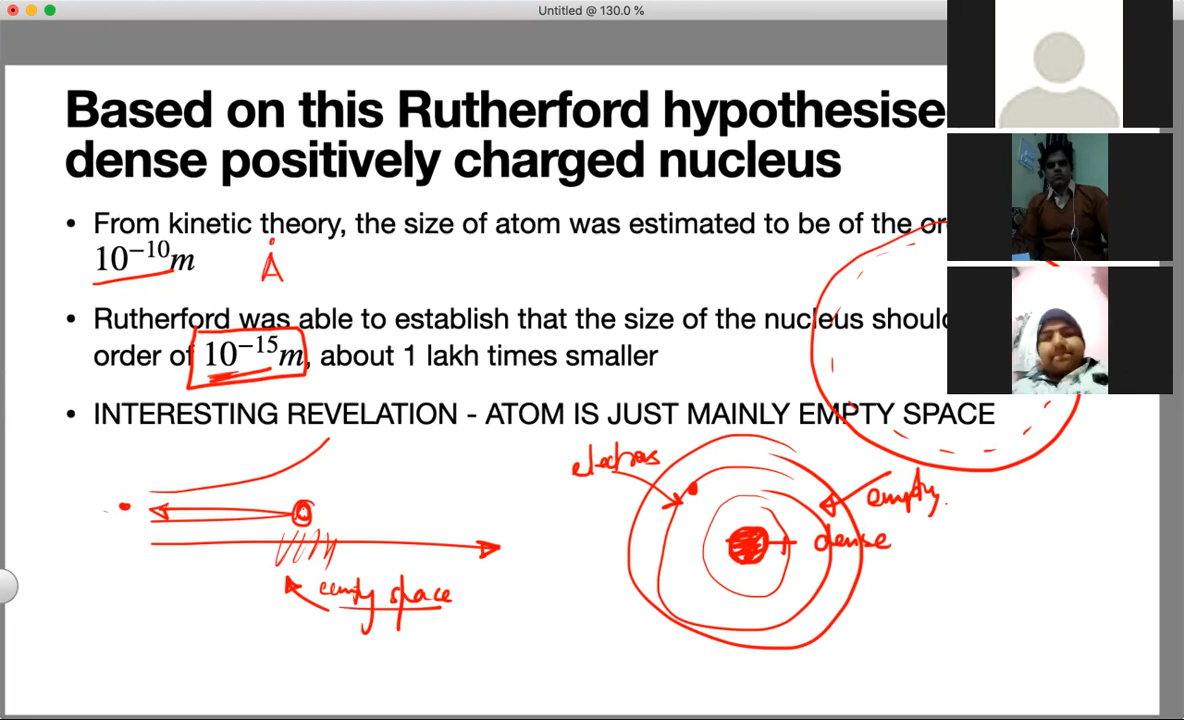 Untitled @ 130.0 %
Based on this Rutherford hypothesise
dense positively charged nucleus
• From kinetic theory, the size of atom was estimated to be of the or
10⁻¹⁰m
Å
• Rutherford was able to establish that the size of the nucleus should
order of 10⁻¹⁵m, about 1 lakh times smaller
• INTERESTING REVELATION - ATOM IS JUST MAINLY EMPTY SPACE
electrons
empty
dense
empty space